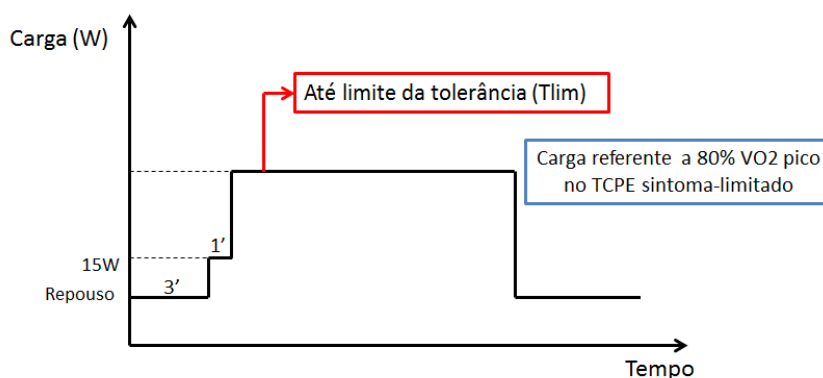 Carga (W)
Até limite da tolerância (Tlim)
Carga referente a 80% VO2 pico
no TCPE sintoma-limitado
1’
15W
3’
Repouso
Tempo